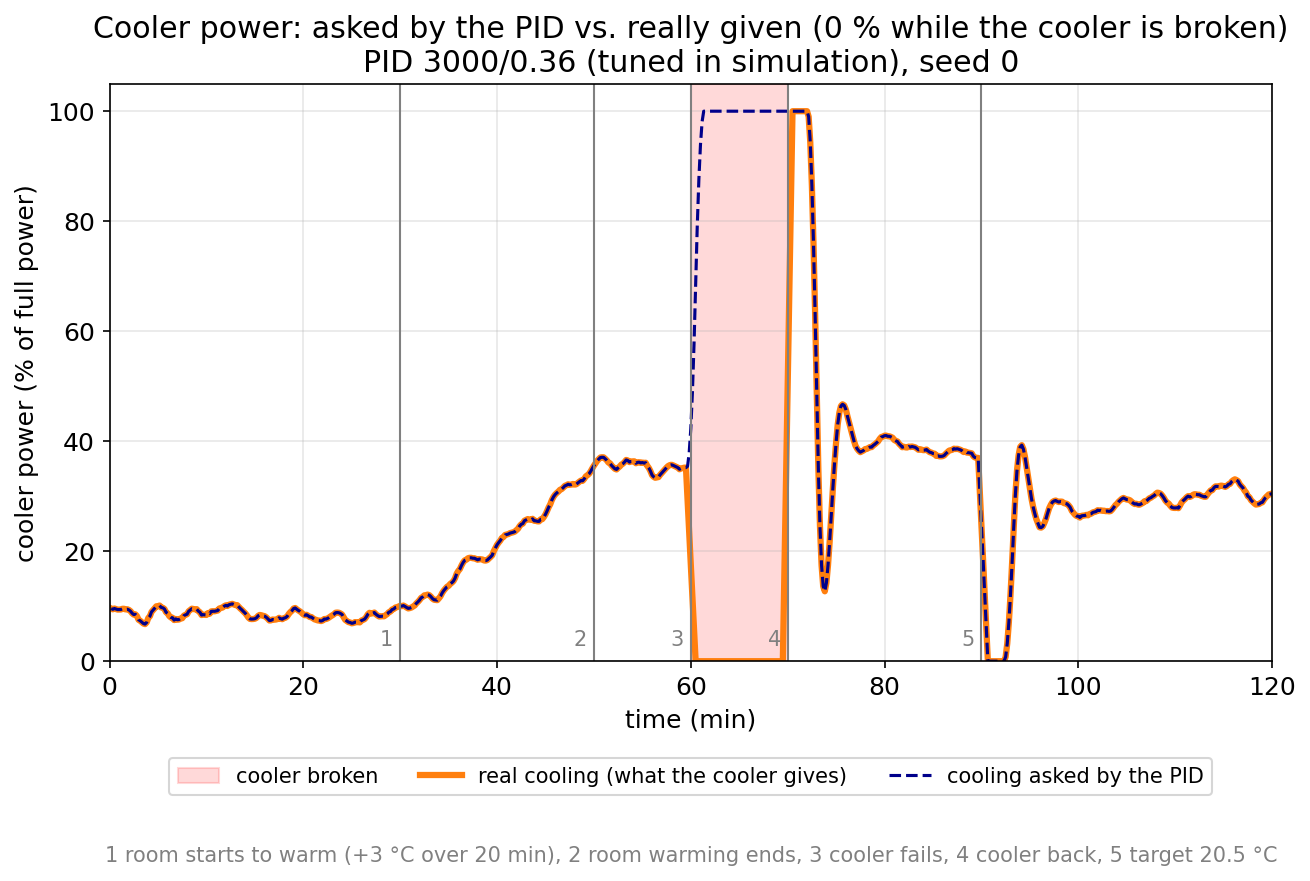 Cooler power: asked by the PID vs. really given (0 % while the cooler is broken)
PID 3000/0.36 (tuned in simulation), seed 0
cooler power (% of full power)
100
80
60
40
20
0
1
2
3
4
5
0
20
40
60
80
100
120
time (min)
cooler broken
real cooling (what the cooler gives)
cooling asked by the PID
1 room starts to warm (+3 °C over 20 min), 2 room warming ends, 3 cooler fails, 4 cooler back, 5 target 20.5 °C